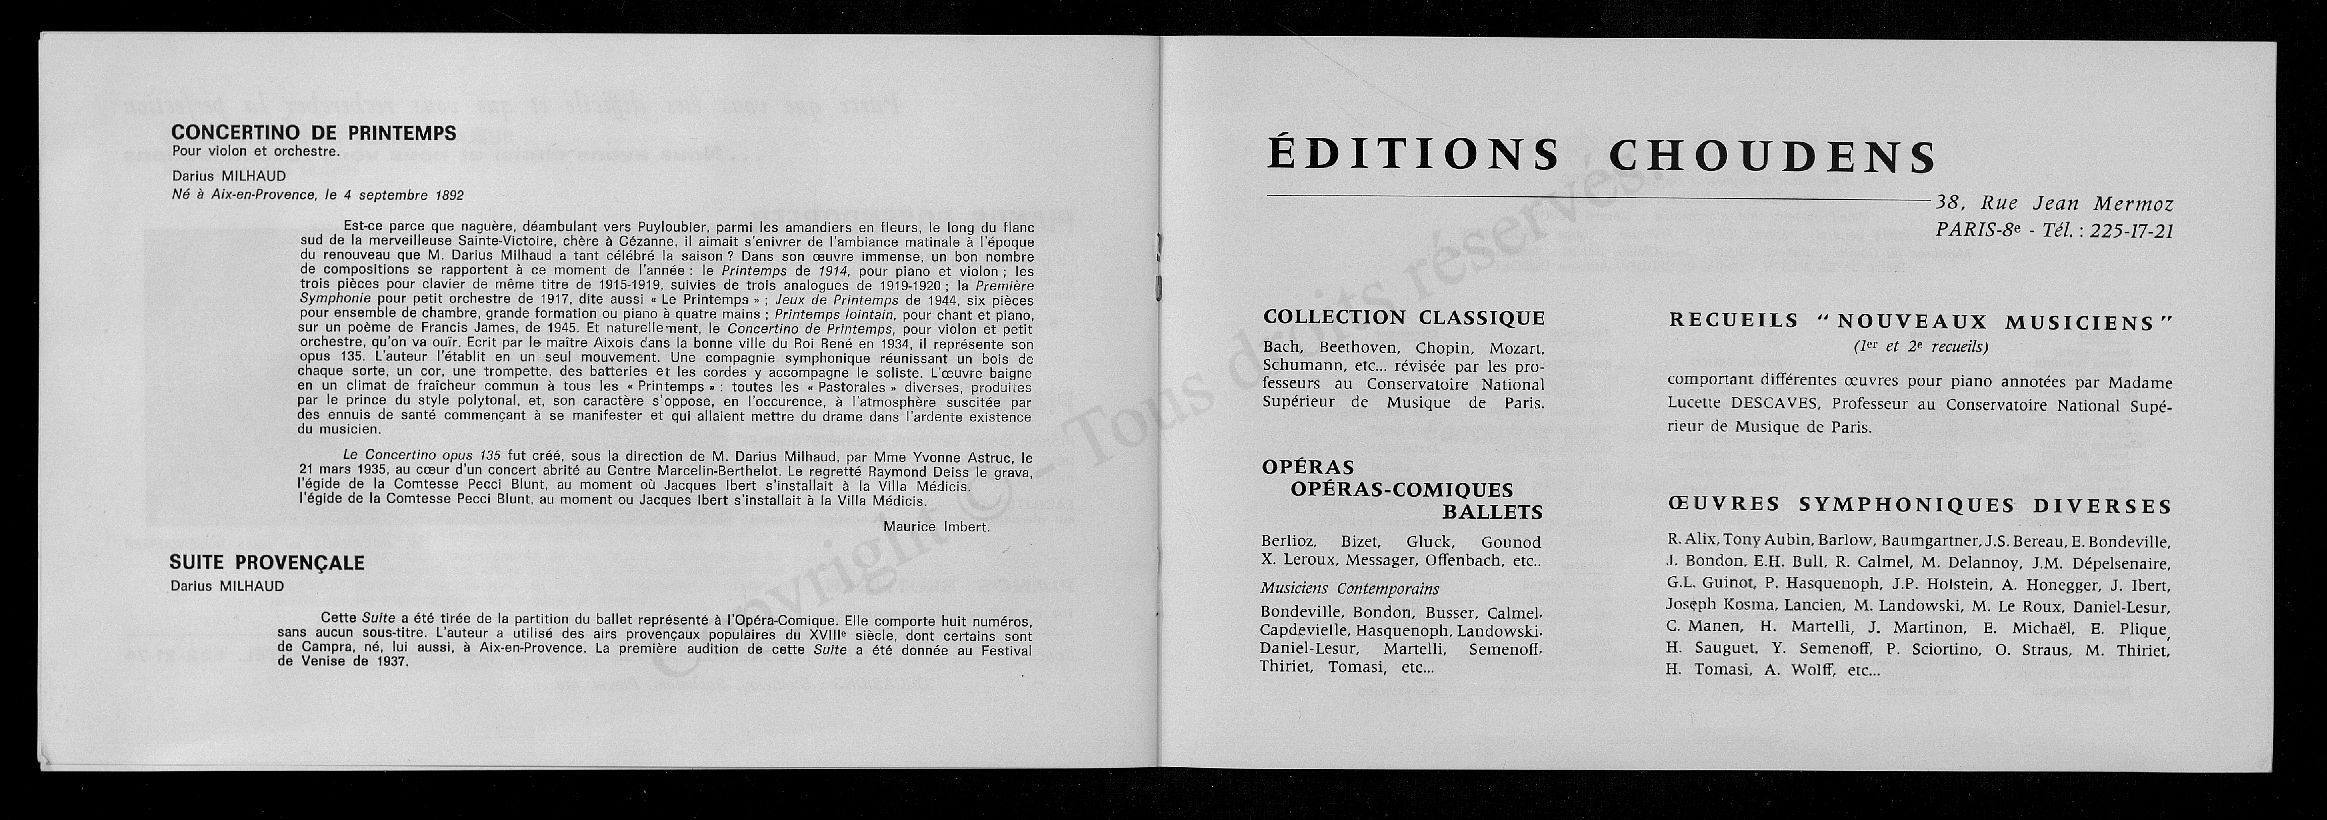 CONCERTINO DE PRINTEMPS
Pour violon et orchestre.
Darius MILHAUD
Né à Aix-en-Provence, le 4 septembre 1892
Est-ce parce que naguère, déambulant vers Puyloubier, parmi les amandiers en fleurs, le long du flanc
sud de la merveilleuse Sainte-Victoire, chère à Cézanne, il aimait s'enivrer de l'ambiance matinale à l'époque
du renouveau que M. Darius Milhaud a tant célébré la saison ? Dans son œuvre immense, un bon nombre
de compositions se rapportent à ce moment de l'année : le Printemps de 1914, pour piano et violon ; les
trois pièces pour clavier de même titre de 1915-1919, suivies de trois analogues de 1919-1920 ; la Première
Symphonie pour petit orchestre de 1917, dite aussi « Le Printemps » ; Jeux de Printemps de 1944, six pièces
pour ensemble de chambre, grande formation ou piano à quatre mains ; Printemps lointain, pour chant et piano,
sur un poème de Francis James, de 1945. Et naturellement, le Concertino de Printemps, pour violon et petit
orchestre, qu'on va ouïr. Ecrit par le maître Aixois dans la bonne ville du Roi René en 1934, il représente son
opus 135. L'auteur l'établit en un seul mouvement. Une compagnie symphonique réunissant un bois de
chaque sorte, un cor, une trompette, des batteries et les cordes y accompagne le soliste. L'œuvre baigne
en un climat de fraîcheur commun à tous les « Printemps » : toutes les « Pastorales » diverses, produites
par le prince du style polytonal, et, son caractère s'oppose, en l'occurence, à l'atmosphère suscitée par
des ennuis de santé commençant à se manifester et qui allaient mettre du drame dans l'ardente existence
du musicien.
Le Concertino opus 135 fut créé, sous la direction de M. Darius Milhaud, par Mme Yvonne Astruc, le
21 mars 1935, au cœur d'un concert abrité au Centre Marcelin-Berthelot. Le regretté Raymond Deiss le grava,
l'égide de la Comtesse Pecci Blunt, au moment où Jacques Ibert s'installait à la Villa Médicis.
l'égide de la Comtesse Pecci Blunt, au moment ou Jacques Ibert s'installait à la Villa Médicis.
Maurice Imbert.
SUITE PROVENÇALE
Darius MILHAUD
Cette Suite a été tirée de la partition du ballet représenté à l'Opéra-Comique. Elle comporte huit numéros,
sans aucun sous-titre. L'auteur a utilisé des airs provençaux populaires du XVIIIe siècle, dont certains sont
de Campra, né, lui aussi, à Aix-en-Provence. La première audition de cette Suite a été donnée au Festival
de Venise de 1937.
ÉDITIONS CHOUDENS
38, Rue Jean Mermoz
PARIS-8e - Tél. : 225-17-21
COLLECTION CLASSIQUE
Bach, Beethoven, Chopin, Mozart,
Schumann, etc... révisée par les pro-
fesseurs au Conservatoire National
Supérieur de Musique de Paris.
OPÉRAS
OPÉRAS-COMIQUES
BALLETS
Berlioz, Bizet, Gluck, Gounod
X. Leroux, Messager, Offenbach, etc..
Musiciens Contemporains
Bondeville, Bondon, Busser, Calmel,
Capdevielle, Hasquenoph, Landowski,
Daniel-Lesur, Martelli, Semenoff,
Thiriet, Tomasi, etc...
RECUEILS “ NOUVEAUX MUSICIENS ”
(1er et 2e recueils)
comportant différentes œuvres pour piano annotées par Madame
Lucette DESCAVES, Professeur au Conservatoire National Supé-
rieur de Musique de Paris.
ŒUVRES SYMPHONIQUES DIVERSES
R. Alix, Tony Aubin, Barlow, Baumgartner, J.S. Bereau, E. Bondeville,
J. Bondon, E.H. Bull, R. Calmel, M. Delannoy, J.M. Dépelsenaire,
G.L. Guinot, P. Hasquenoph, J.P. Holstein, A. Honegger, J. Ibert,
Joseph Kosma, Lancien, M. Landowski, M. Le Roux, Daniel-Lesur,
C. Manen, H. Martelli, J. Martinon, E. Michaël, E. Plique,
H. Sauguet, Y. Semenoff, P. Sciortino, O. Straus, M. Thiriet,
H. Tomasi, A. Wolff, etc...
Copyright © - Tous droits réservés.